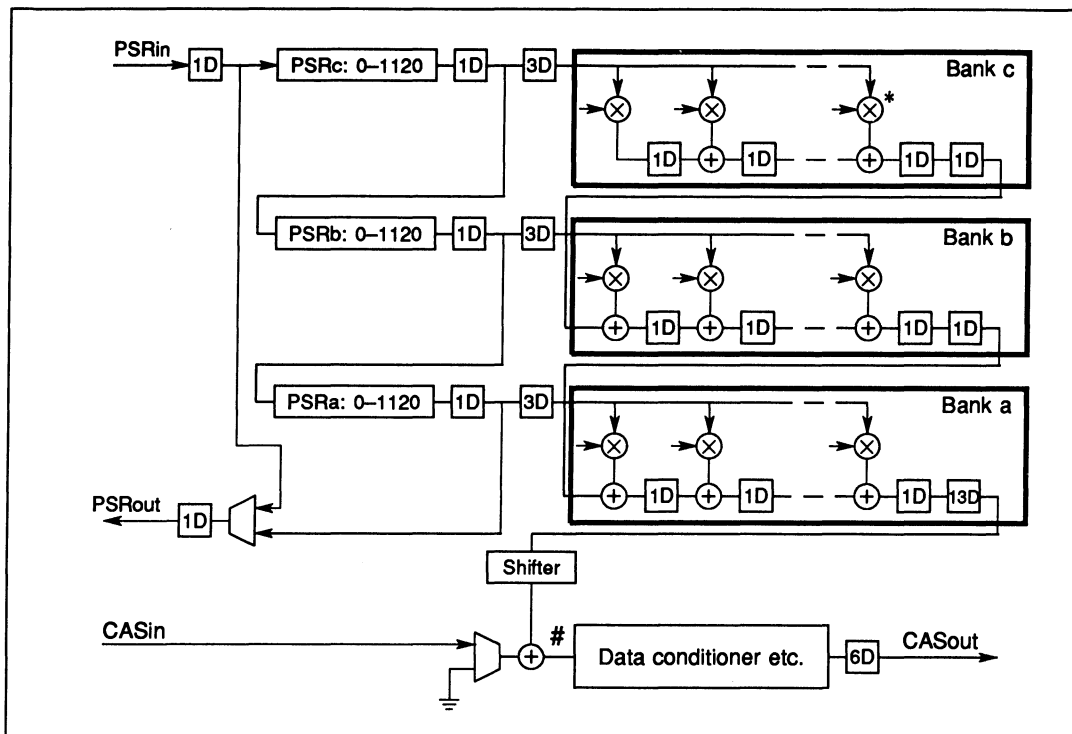 PSRin
1D
PSRc: 0–1120
1D
3D
Bank c
*
1D
1D
1D
1D
PSRb: 0–1120
1D
3D
Bank b
1D
1D
1D
1D
PSRa: 0–1120
1D
3D
Bank a
1D
1D
1D
13D
PSRout
1D
Shifter
CASin
#
Data conditioner etc.
6D
CASout